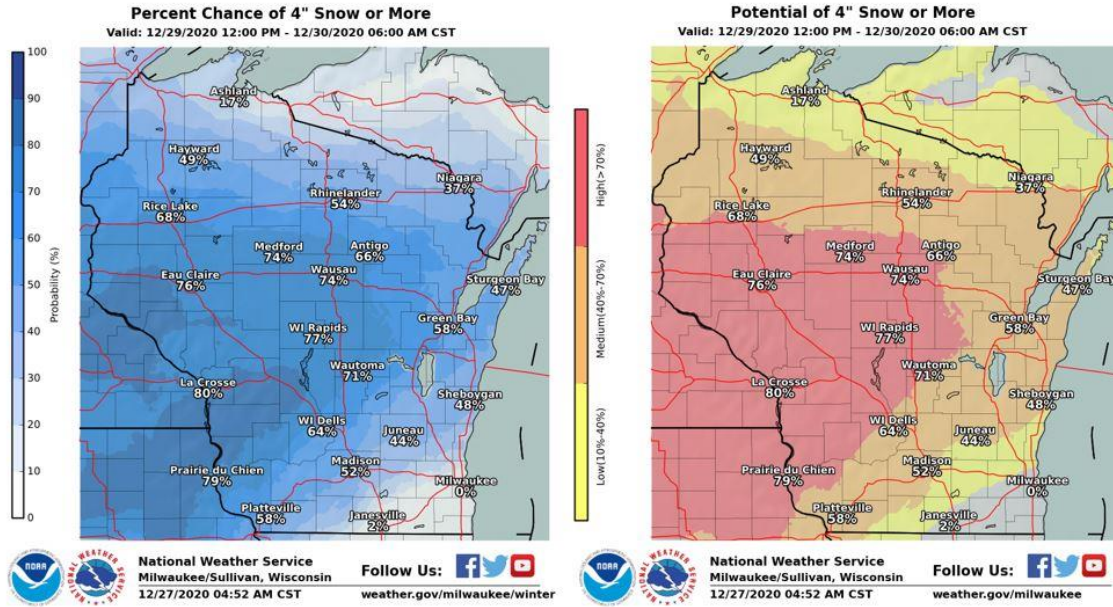 Percent Chance of 4" Snow or More
Valid: 12/29/2020 12:00 PM - 12/30/2020 06:00 AM CST
100
90
80
70
60
50
40
30
20
10
0
Probability (%)
Ashland
17%
Hayward
49%
Niagara
37%
Rhinelander
54%
Rice Lake
68%
Medford
74%
Antigo
66%
Eau Claire
76%
Wausau
74%
Sturgeon Bay
47%
Green Bay
58%
WI Rapids
77%
Wautoma
71%
La Crosse
80%
Sheboygan
48%
WI Dells
64%
Juneau
44%
Madison
52%
Prairie du Chien
79%
Milwaukee
0%
Platteville
58%
Janesville
2%
NOAA
NATIONAL WEATHER SERVICE
National Weather Service
Milwaukee/Sullivan, Wisconsin
12/27/2020 04:52 AM CST
Follow Us:
weather.gov/milwaukee/winter
Potential of 4" Snow or More
Valid: 12/29/2020 12:00 PM - 12/30/2020 06:00 AM CST
High(>70%)
Medium(40%-70%)
Low(10%-40%)
Ashland
17%
Hayward
49%
Niagara
37%
Rhinelander
54%
Rice Lake
68%
Medford
74%
Antigo
66%
Eau Claire
76%
Wausau
74%
Sturgeon Bay
47%
Green Bay
58%
WI Rapids
77%
Wautoma
71%
La Crosse
80%
Sheboygan
48%
WI Dells
64%
Juneau
44%
Madison
52%
Prairie du Chien
79%
Milwaukee
0%
Platteville
58%
Janesville
2%
NOAA
NATIONAL WEATHER SERVICE
National Weather Service
Milwaukee/Sullivan, Wisconsin
12/27/2020 04:52 AM CST
Follow Us:
weather.gov/milwaukee